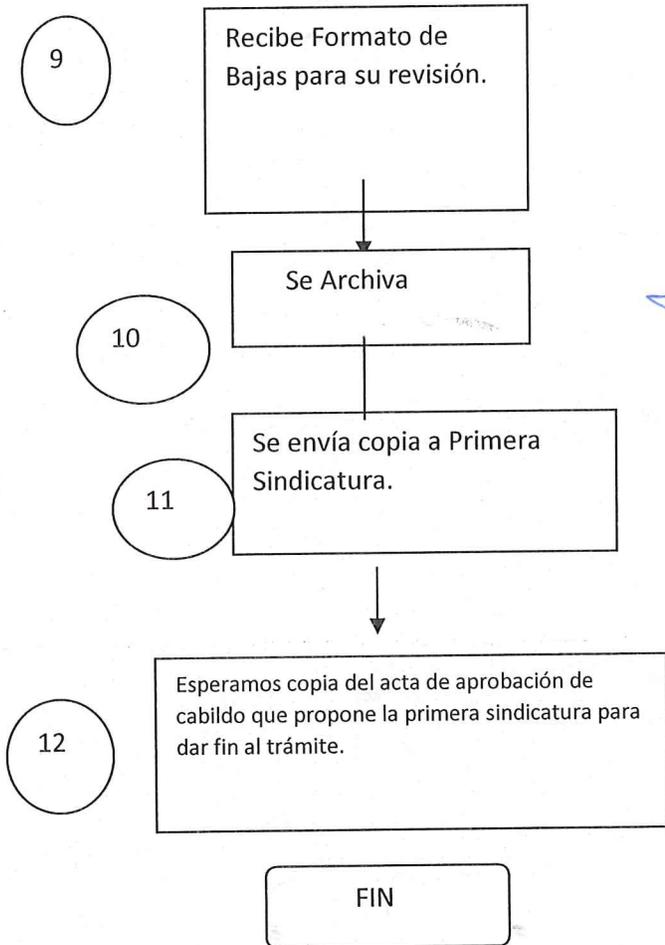 9
Recibe Formato de
Bajas para su revisión.
Se Archiva
10
Se envía copia a Primera
Sindicatura.
11
Esperamos copia del acta de aprobación de
cabildo que propone la primera sindicatura para
dar fin al trámite.
12
FIN